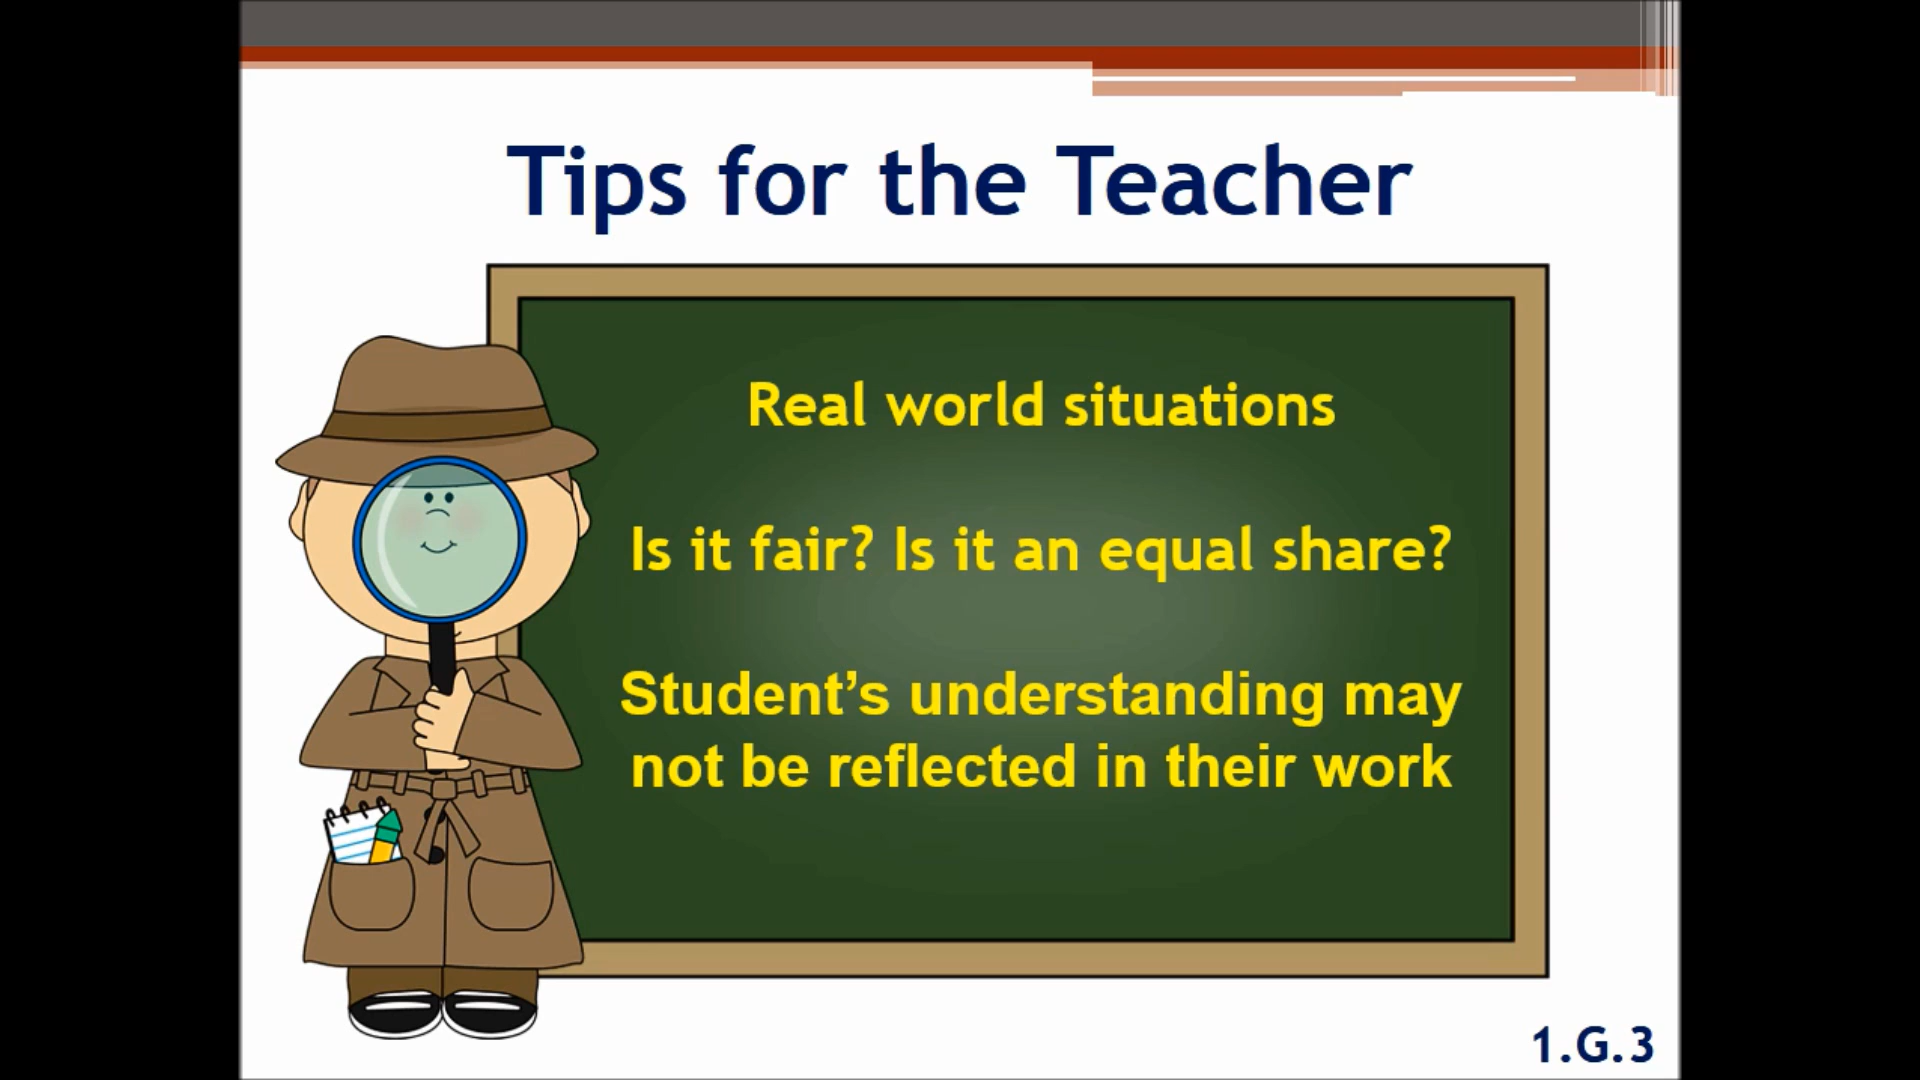 Tips for the Teacher
Real world situations
Is it fair? Is it an equal share?
Student’s understanding may
not be reflected in their work
1.G.3